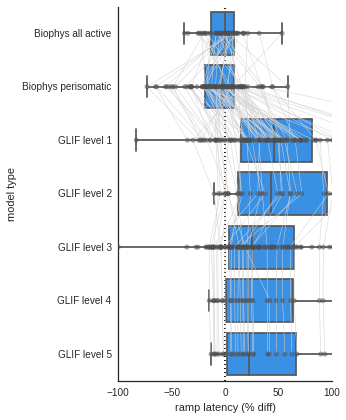 Biophys all active
Biophys perisomatic
GLIF level 1
GLIF level 2
GLIF level 3
GLIF level 4
GLIF level 5
model type
−100 −50 0 50 100
ramp latency (% diff)